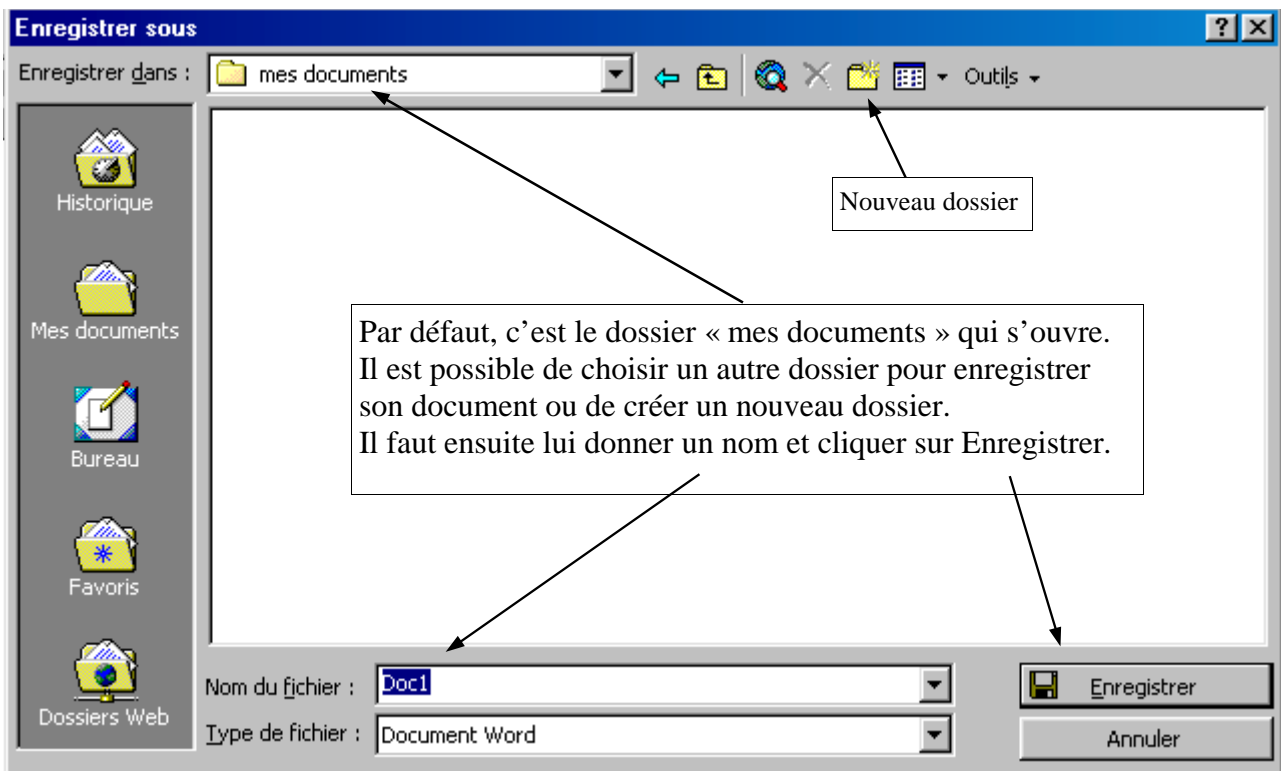 Enregistrer sous
Enregistrer dans :
mes documents
Outils
Historique
Mes documents
Bureau
Favoris
Dossiers Web
Nouveau dossier
Par défaut, c’est le dossier « mes documents » qui s’ouvre.
Il est possible de choisir un autre dossier pour enregistrer
son document ou de créer un nouveau dossier.
Il faut ensuite lui donner un nom et cliquer sur Enregistrer.
Nom du fichier :
Doc1
Enregistrer
Type de fichier :
Document Word
Annuler